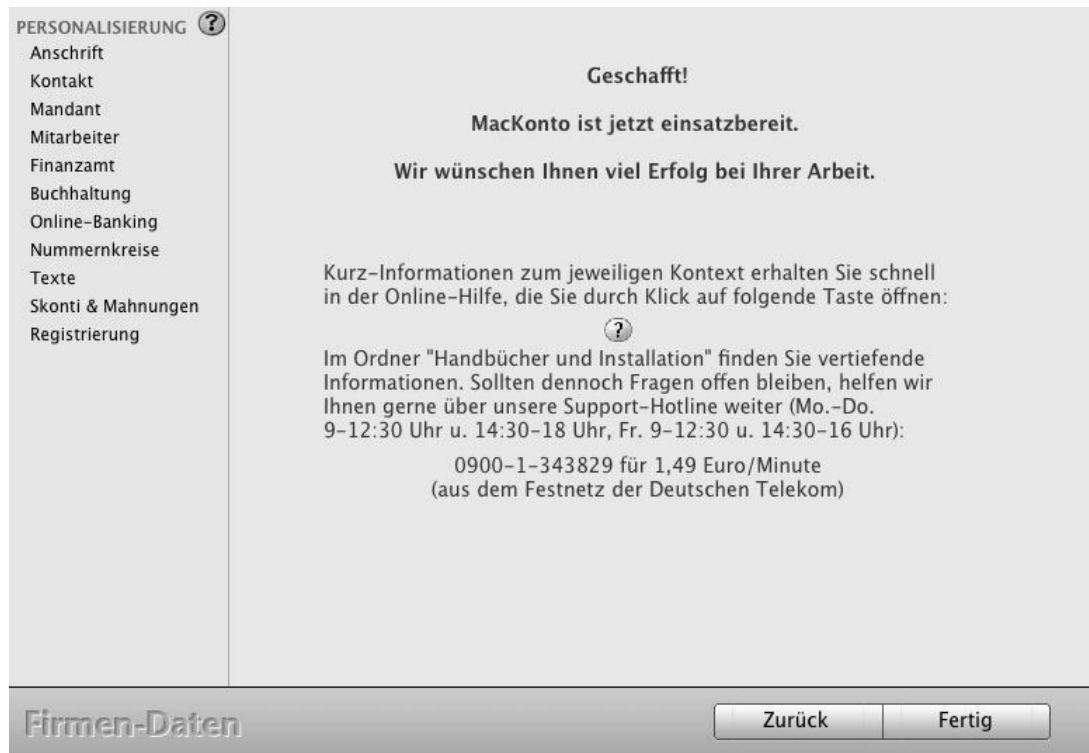 PERSONALISIERUNG ?
Anschrift
Kontakt
Mandant
Mitarbeiter
Finanzamt
Buchhaltung
Online-Banking
Nummernkreise
Texte
Skonti & Mahnungen
Registrierung
Geschafft!
MacKonto ist jetzt einsatzbereit.
Wir wünschen Ihnen viel Erfolg bei Ihrer Arbeit.
Kurz-Informationen zum jeweiligen Kontext erhalten Sie schnell
in der Online-Hilfe, die Sie durch Klick auf folgende Taste öffnen:
?
Im Ordner "Handbücher und Installation" finden Sie vertiefende
Informationen. Sollten dennoch Fragen offen bleiben, helfen wir
Ihnen gerne über unsere Support-Hotline weiter (Mo.-Do.
9-12:30 Uhr u. 14:30-18 Uhr, Fr. 9-12:30 u. 14:30-16 Uhr):
0900-1-343829 für 1,49 Euro/Minute
(aus dem Festnetz der Deutschen Telekom)
Firmen-Daten
Zurück
Fertig